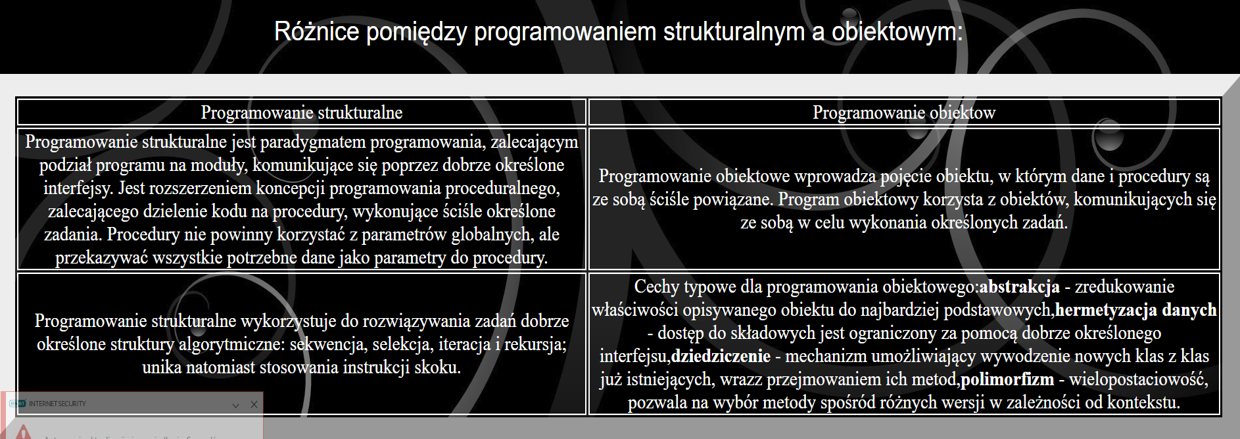 Różnice pomiędzy programowaniem strukturalnym a obiektowym:
Programowanie strukturalne
Programowanie obiektow
Programowanie strukturalne jest paradygmatem programowania, zalecającym
podział programu na moduły, komunikujące się poprzez dobrze określone
interfejsy. Jest rozszerzeniem koncepcji programowania proceduralnego,
zalecającego dzielenie kodu na procedury, wykonujące ściśle określone
zadania. Procedury nie powinny korzystać z parametrów globalnych, ale
przekazywać wszystkie potrzebne dane jako parametry do procedury.
Programowanie obiektowe wprowadza pojęcie obiektu, w którym dane i procedury są
ze sobą ściśle powiązane. Program obiektowy korzysta z obiektów, komunikujących się
ze sobą w celu wykonania określonych zadań.
Programowanie strukturalne wykorzystuje do rozwiązywania zadań dobrze
określone struktury algorytmiczne: sekwencja, selekcja, iteracja i rekursja;
unika natomiast stosowania instrukcji skoku.
Cechy typowe dla programowania obiektowego:abstrakcja - zredukowanie
właściwości opisywanego obiektu do najbardziej podstawowych,hermetyzacja danych
- dostęp do składowych jest ograniczony za pomocą dobrze określonego
interfejsu,dziedziczenie - mechanizm umożliwiający wywodzenie nowych klas z klas
już istniejących, wrazz przejmowaniem ich metod,polimorfizm - wielopostaciowość,
pozwala na wybór metody spośród różnych wersji w zależności od kontekstu.
INTERNET SECURITY